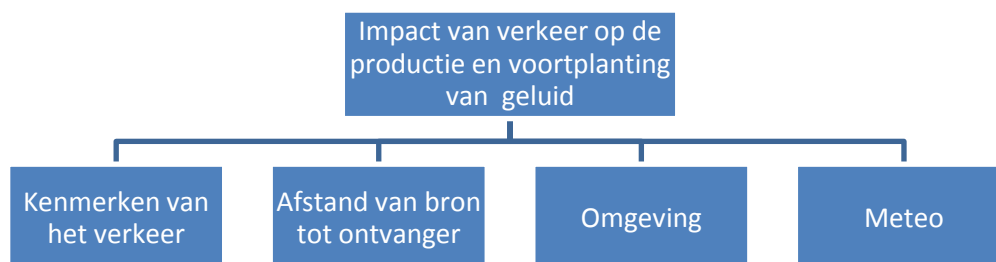 Impact van verkeer op de
productie en voortplanting
van geluid
Kenmerken van
het verkeer
Afstand van bron
tot ontvanger
Omgeving
Meteo